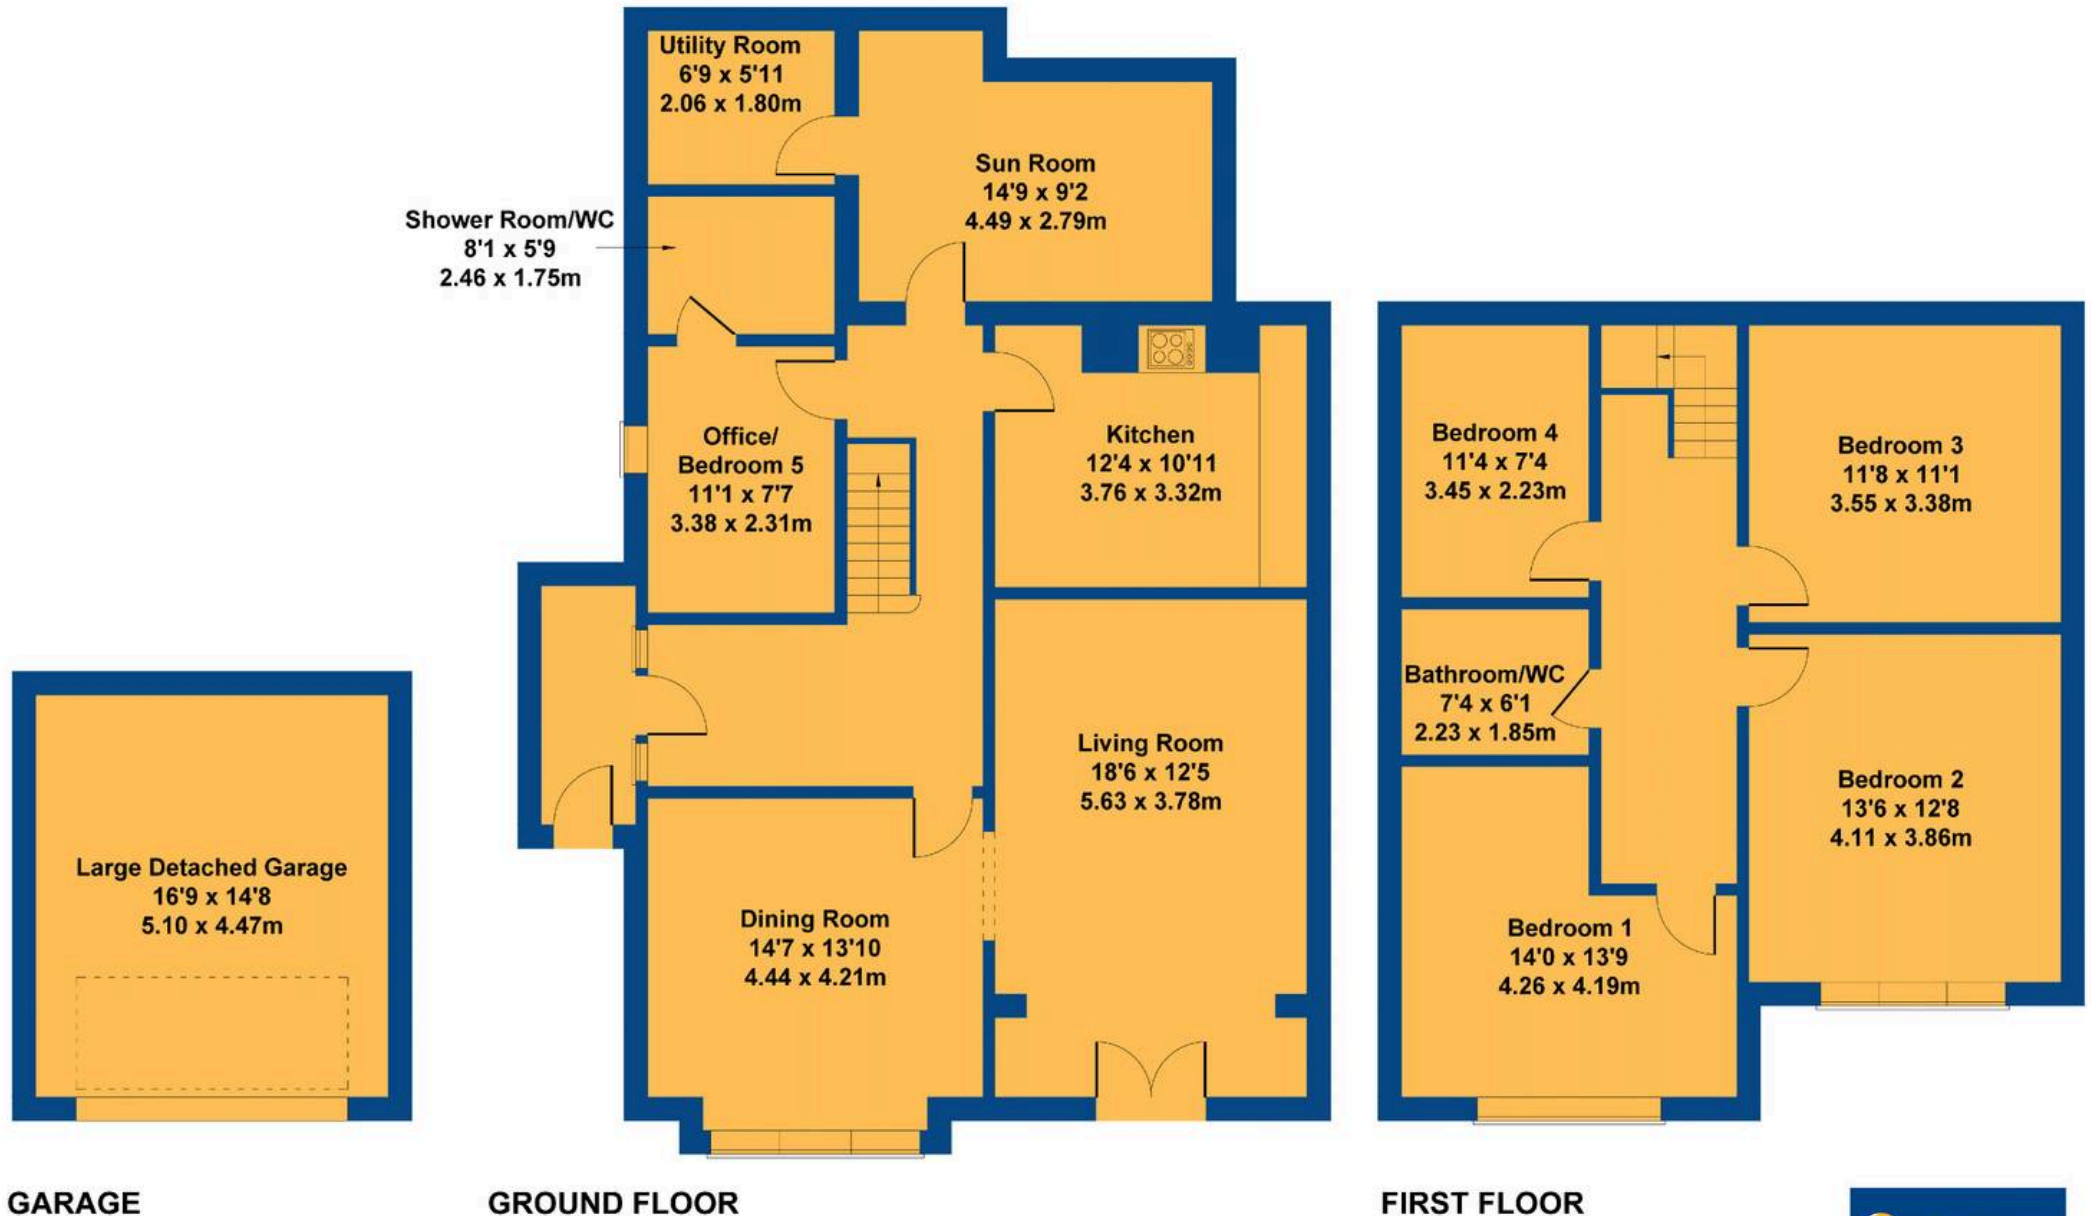 Utility Room
6'9 x 5'11
2.06 x 1.80m
Sun Room
14'9 x 9'2
4.49 x 2.79m
Shower Room/WC
8'1 x 5'9
2.46 x 1.75m
Office/
Bedroom 5
11'1 x 7'7
3.38 x 2.31m
Kitchen
12'4 x 10'11
3.76 x 3.32m
Living Room
18'6 x 12'5
5.63 x 3.78m
Dining Room
14'7 x 13'10
4.44 x 4.21m
Large Detached Garage
16'9 x 14'8
5.10 x 4.47m
Bedroom 4
11'4 x 7'4
3.45 x 2.23m
Bedroom 3
11'8 x 11'1
3.55 x 3.38m
Bathroom/WC
7'4 x 6'1
2.23 x 1.85m
Bedroom 2
13'6 x 12'8
4.11 x 3.86m
Bedroom 1
14'0 x 13'9
4.26 x 4.19m
GARAGE
GROUND FLOOR
FIRST FLOOR